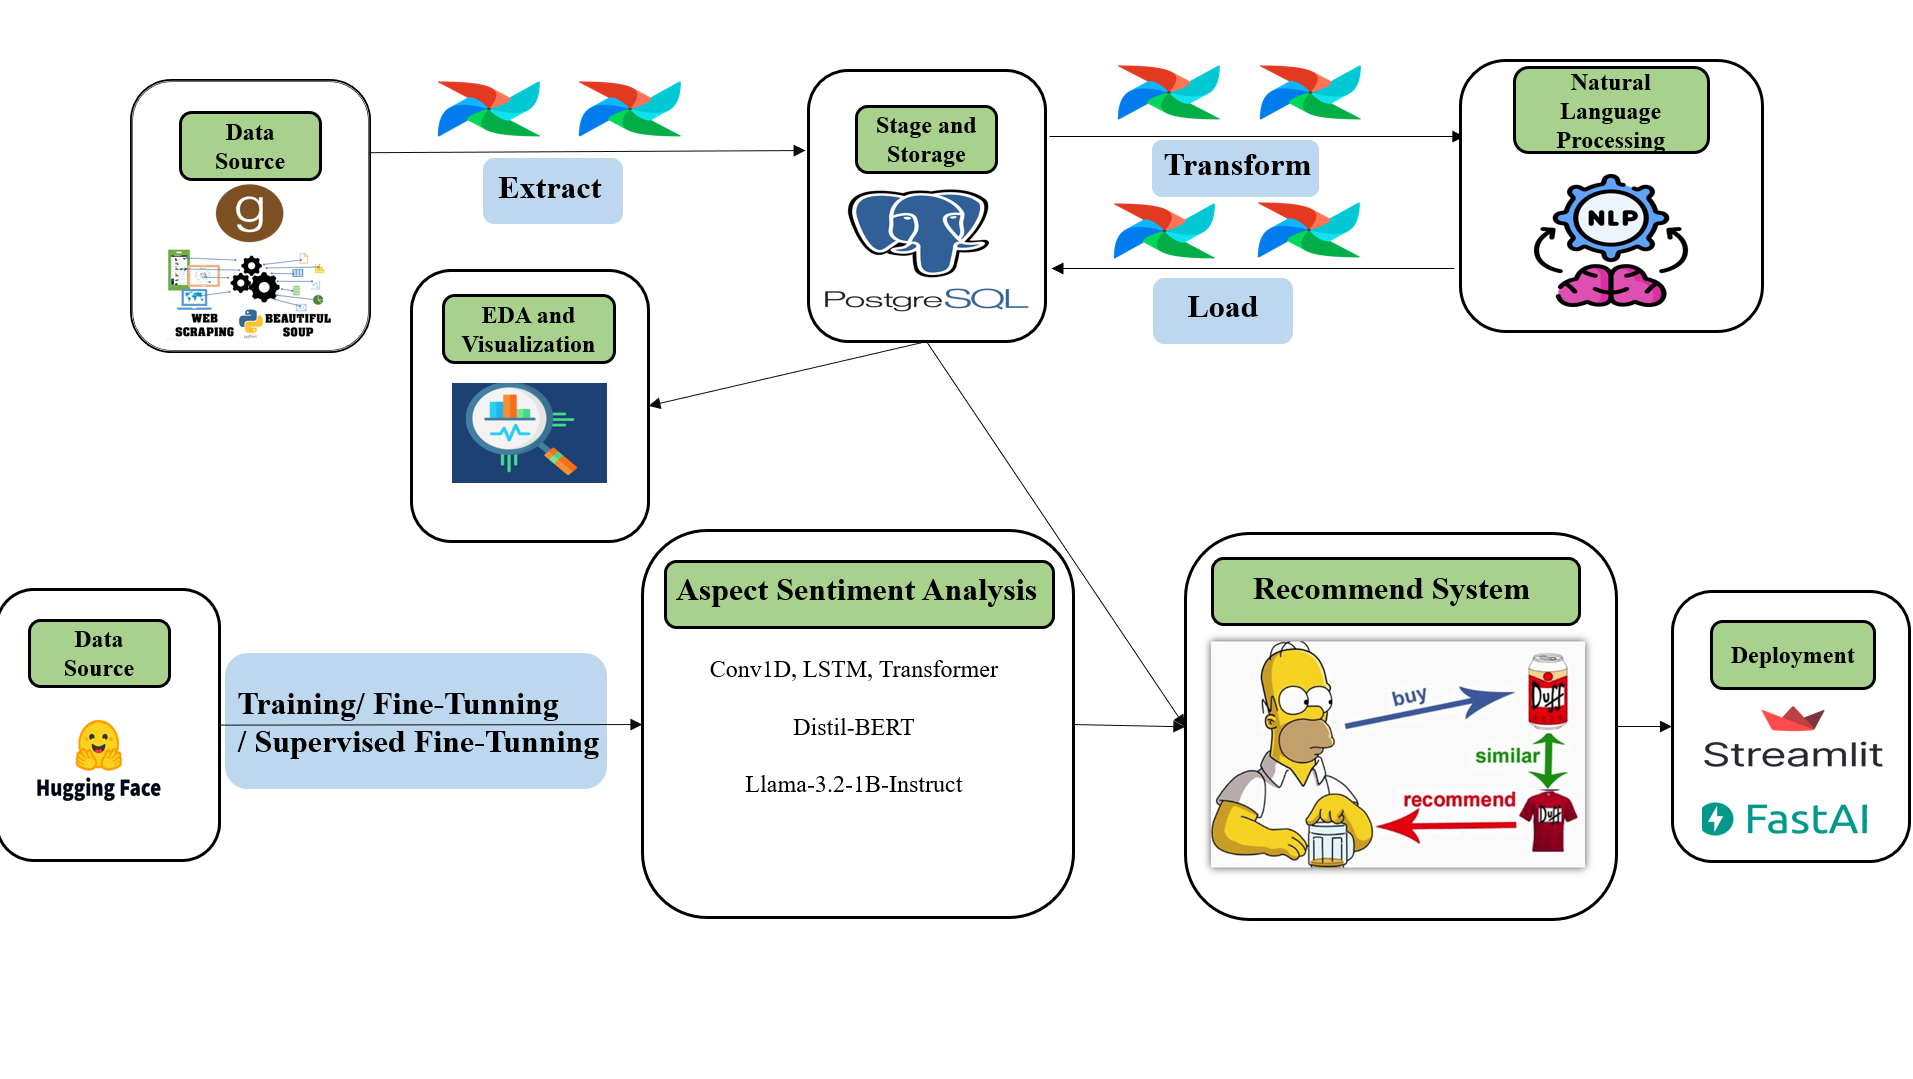 Data
Source
g
WEB
SCRAPING
python
BEAUTIFUL
SOUP
Extract
Stage and
Storage
PostgreSQL
Transform
Load
Natural
Language
Processing
NLP
EDA and
Visualization
Data
Source
Hugging Face
Training/ Fine-Tunning
/ Supervised Fine-Tunning
Aspect Sentiment Analysis
Conv1D, LSTM, Transformer
Distil-BERT
Llama-3.2-1B-Instruct
Recommend System
buy
Duff
similar
recommend
Duff
Deployment
Streamlit
FastAI